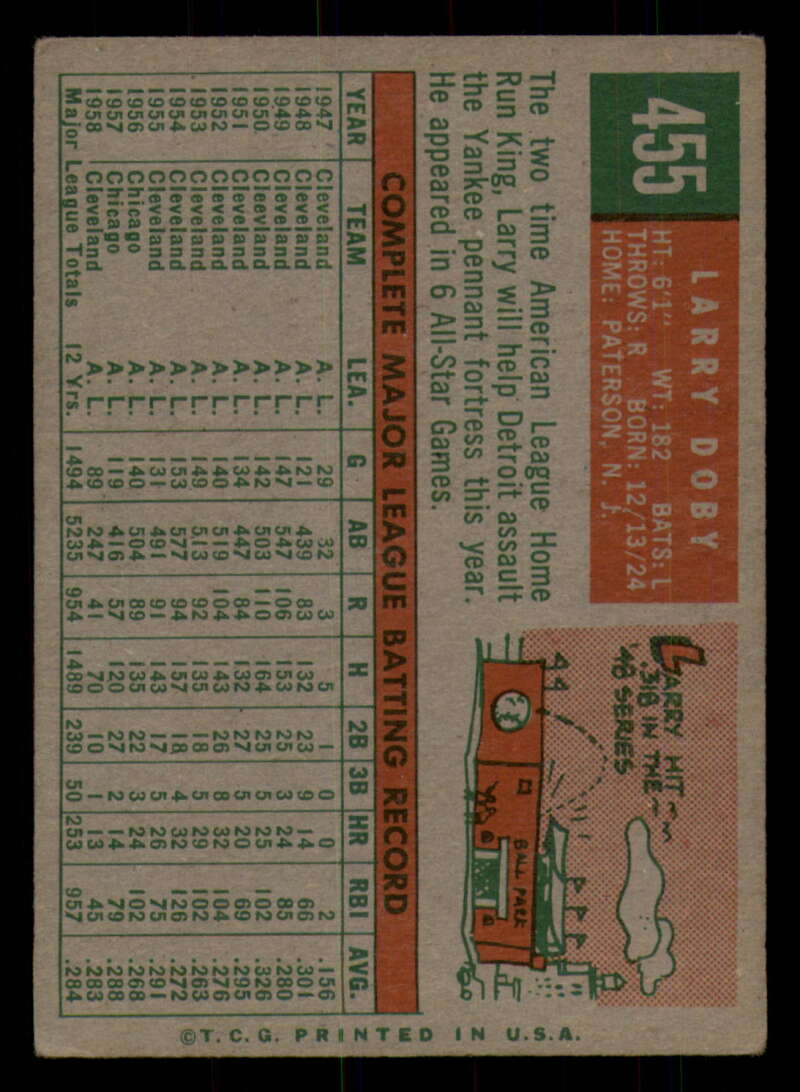 455
LARRY DOBY
HT: 6'1" WT: 182 BATS: L
THROWS: R BORN: 12/13/24
HOME: PATERSON, N. J.
The two time American League Home
Run King, Larry will help Detroit assault
the Yankee pennant fortress this year.
He appeared in 6 All-Star Games.
LARRY HIT
.318 IN THE
'48 SERIES
BALL PARK
COMPLETE MAJOR LEAGUE BATTING RECORD
YEAR TEAM LEA. G AB R H 2B 3B HR RBI AVG.
1947 Cleveland A. L. 29 32 3 5 1 0 0 2 .156
1948 Cleveland A. L. 121 439 83 132 23 9 14 66 .301
1949 Cleveland A. L. 147 547 106 153 25 3 24 85 .280
1950 Cleevland A. L. 142 503 110 164 25 5 25 102 .326
1951 Cleveland A. L. 134 447 84 132 27 5 20 69 .295
1952 Cleveland A. L. 140 519 104 143 26 8 32 104 .276
1953 Cleveland A. L. 149 513 92 135 18 5 29 102 .263
1954 Cleveland A. L. 153 577 94 157 18 4 32 126 .272
1955 Cleveland A. L. 131 491 91 143 17 5 26 75 .291
1956 Chicago A. L. 140 504 89 135 22 3 24 102 .268
1957 Chicago A. L. 119 416 57 120 27 2 14 79 .288
1958 Cleveland A. L. 89 247 41 70 10 1 13 45 .283
Major League Totals 12 Yrs. 1494 5235 954 1489 239 50 253 957 .284
©T. C. G. PRINTED IN U.S.A.